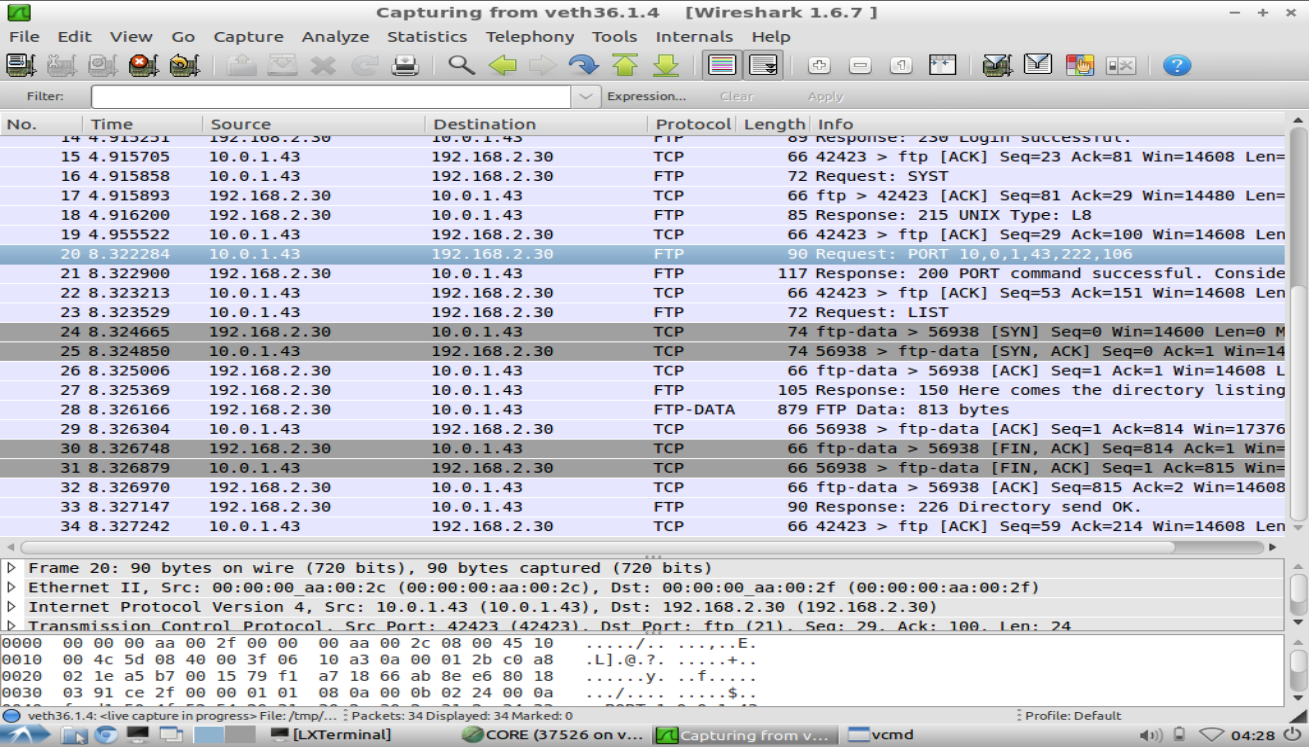 Capturing from veth36.1.4 [Wireshark 1.6.7 ]
File Edit View Go Capture Analyze Statistics Telephony Tools Internals Help
Filter: Expression... Clear Apply
No. Time Source Destination Protocol Length Info
14 4.915251 192.168.2.30 10.0.1.43 FTP 89 Response: 230 Login successful.
15 4.915705 10.0.1.43 192.168.2.30 TCP 66 42423 > ftp [ACK] Seq=23 Ack=81 Win=14608 Len=
16 4.915858 10.0.1.43 192.168.2.30 FTP 72 Request: SYST
17 4.915893 192.168.2.30 10.0.1.43 TCP 66 ftp > 42423 [ACK] Seq=81 Ack=29 Win=14480 Len=
18 4.916200 192.168.2.30 10.0.1.43 FTP 85 Response: 215 UNIX Type: L8
19 4.955522 10.0.1.43 192.168.2.30 TCP 66 42423 > ftp [ACK] Seq=29 Ack=100 Win=14608 Len
20 8.322284 10.0.1.43 192.168.2.30 FTP 90 Request: PORT 10,0,1,43,222,106
21 8.322900 192.168.2.30 10.0.1.43 FTP 117 Response: 200 PORT command successful. Conside
22 8.323213 10.0.1.43 192.168.2.30 TCP 66 42423 > ftp [ACK] Seq=53 Ack=151 Win=14608 Len
23 8.323529 10.0.1.43 192.168.2.30 FTP 72 Request: LIST
24 8.324665 192.168.2.30 10.0.1.43 TCP 74 ftp-data > 56938 [SYN] Seq=0 Win=14600 Len=0 M
25 8.324850 10.0.1.43 192.168.2.30 TCP 74 56938 > ftp-data [SYN, ACK] Seq=0 Ack=1 Win=14
26 8.325006 192.168.2.30 10.0.1.43 TCP 66 ftp-data > 56938 [ACK] Seq=1 Ack=1 Win=14608 L
27 8.325369 192.168.2.30 10.0.1.43 FTP 105 Response: 150 Here comes the directory listing
28 8.326166 192.168.2.30 10.0.1.43 FTP-DATA 879 FTP Data: 813 bytes
29 8.326304 10.0.1.43 192.168.2.30 TCP 66 56938 > ftp-data [ACK] Seq=1 Ack=814 Win=17376
30 8.326748 192.168.2.30 10.0.1.43 TCP 66 ftp-data > 56938 [FIN, ACK] Seq=814 Ack=1 Win=
31 8.326879 10.0.1.43 192.168.2.30 TCP 66 56938 > ftp-data [FIN, ACK] Seq=1 Ack=815 Win=
32 8.326970 192.168.2.30 10.0.1.43 TCP 66 ftp-data > 56938 [ACK] Seq=815 Ack=2 Win=14608
33 8.327147 192.168.2.30 10.0.1.43 FTP 90 Response: 226 Directory send OK.
34 8.327242 10.0.1.43 192.168.2.30 TCP 66 42423 > ftp [ACK] Seq=59 Ack=214 Win=14608 Len
Frame 20: 90 bytes on wire (720 bits), 90 bytes captured (720 bits)
Ethernet II, Src: 00:00:00_aa:00:2c (00:00:00:aa:00:2c), Dst: 00:00:00_aa:00:2f (00:00:00:aa:00:2f)
Internet Protocol Version 4, Src: 10.0.1.43 (10.0.1.43), Dst: 192.168.2.30 (192.168.2.30)
Transmission Control Protocol, Src Port: 42423 (42423), Dst Port: ftp (21), Seq: 29, Ack: 100, Len: 24
0000 00 00 00 aa 00 2f 00 00 00 aa 00 2c 08 00 45 10 ...../.. ...,..E.
0010 00 4c 5d 08 40 00 3f 06 10 a3 0a 00 01 2b c0 a8 .L].@.?. .....+..
0020 02 1e a5 b7 00 15 79 f1 a7 18 66 ab 8e e6 80 18 ......y. ..f.....
0030 03 91 ce 2f 00 00 01 01 08 0a 00 0b 02 24 00 0a .../.... .....$..
veth36.1.4: <live capture in progress> File: /tmp/... Packets: 34 Displayed: 34 Marked: 0 Profile: Default
[LXTerminal] CORE (37526 on v... Capturing from v... vcmd 04:28